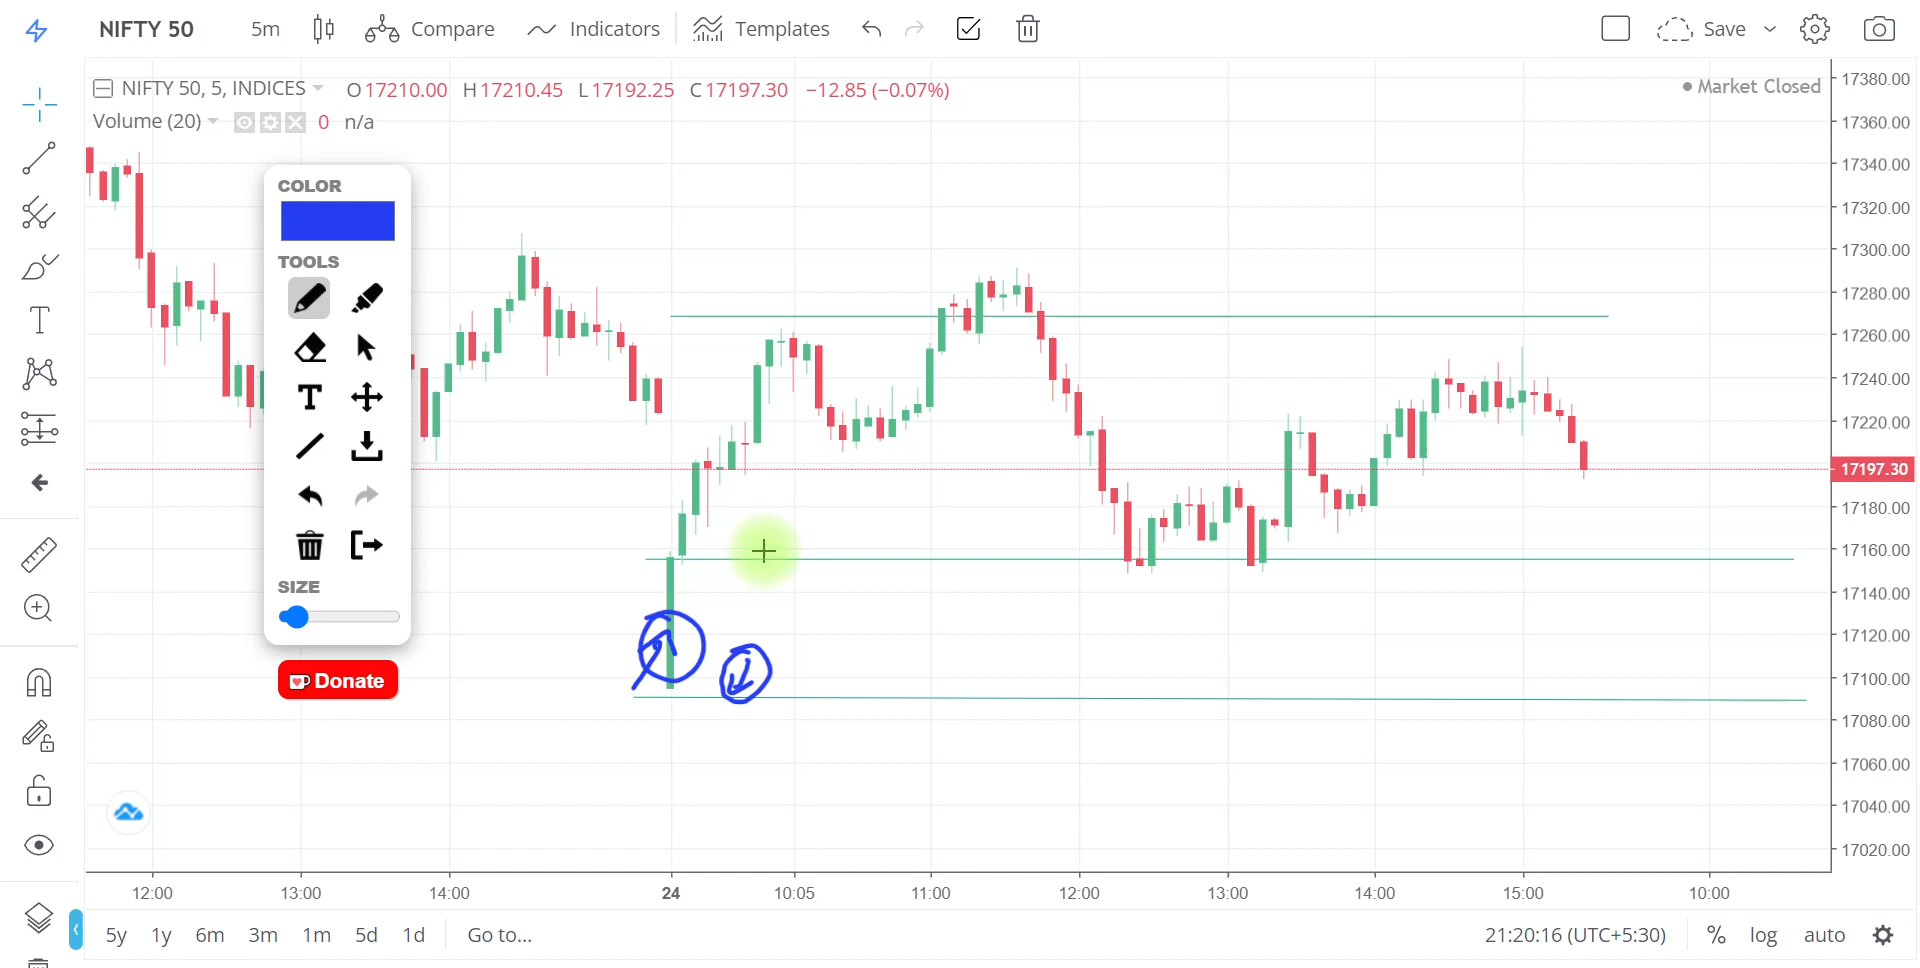 NIFTY 50 5m Compare Indicators Templates Save
NIFTY 50, 5, INDICES O17210.00 H17210.45 L17192.25 C17197.30 −12.85 (−0.07%)
Market Closed
Volume (20) 0 n/a
COLOR
TOOLS
T
T
SIZE
Donate
17380.00
17360.00
17340.00
17320.00
17300.00
17280.00
17260.00
17240.00
17220.00
17197.30
17180.00
17160.00
17140.00
17120.00
17100.00
17080.00
17060.00
17040.00
17020.00
12:00 13:00 14:00 24 10:05 11:00 12:00 13:00 14:00 15:00 10:00
5y 1y 6m 3m 1m 5d 1d Go to... 21:20:16 (UTC+5:30) % log auto